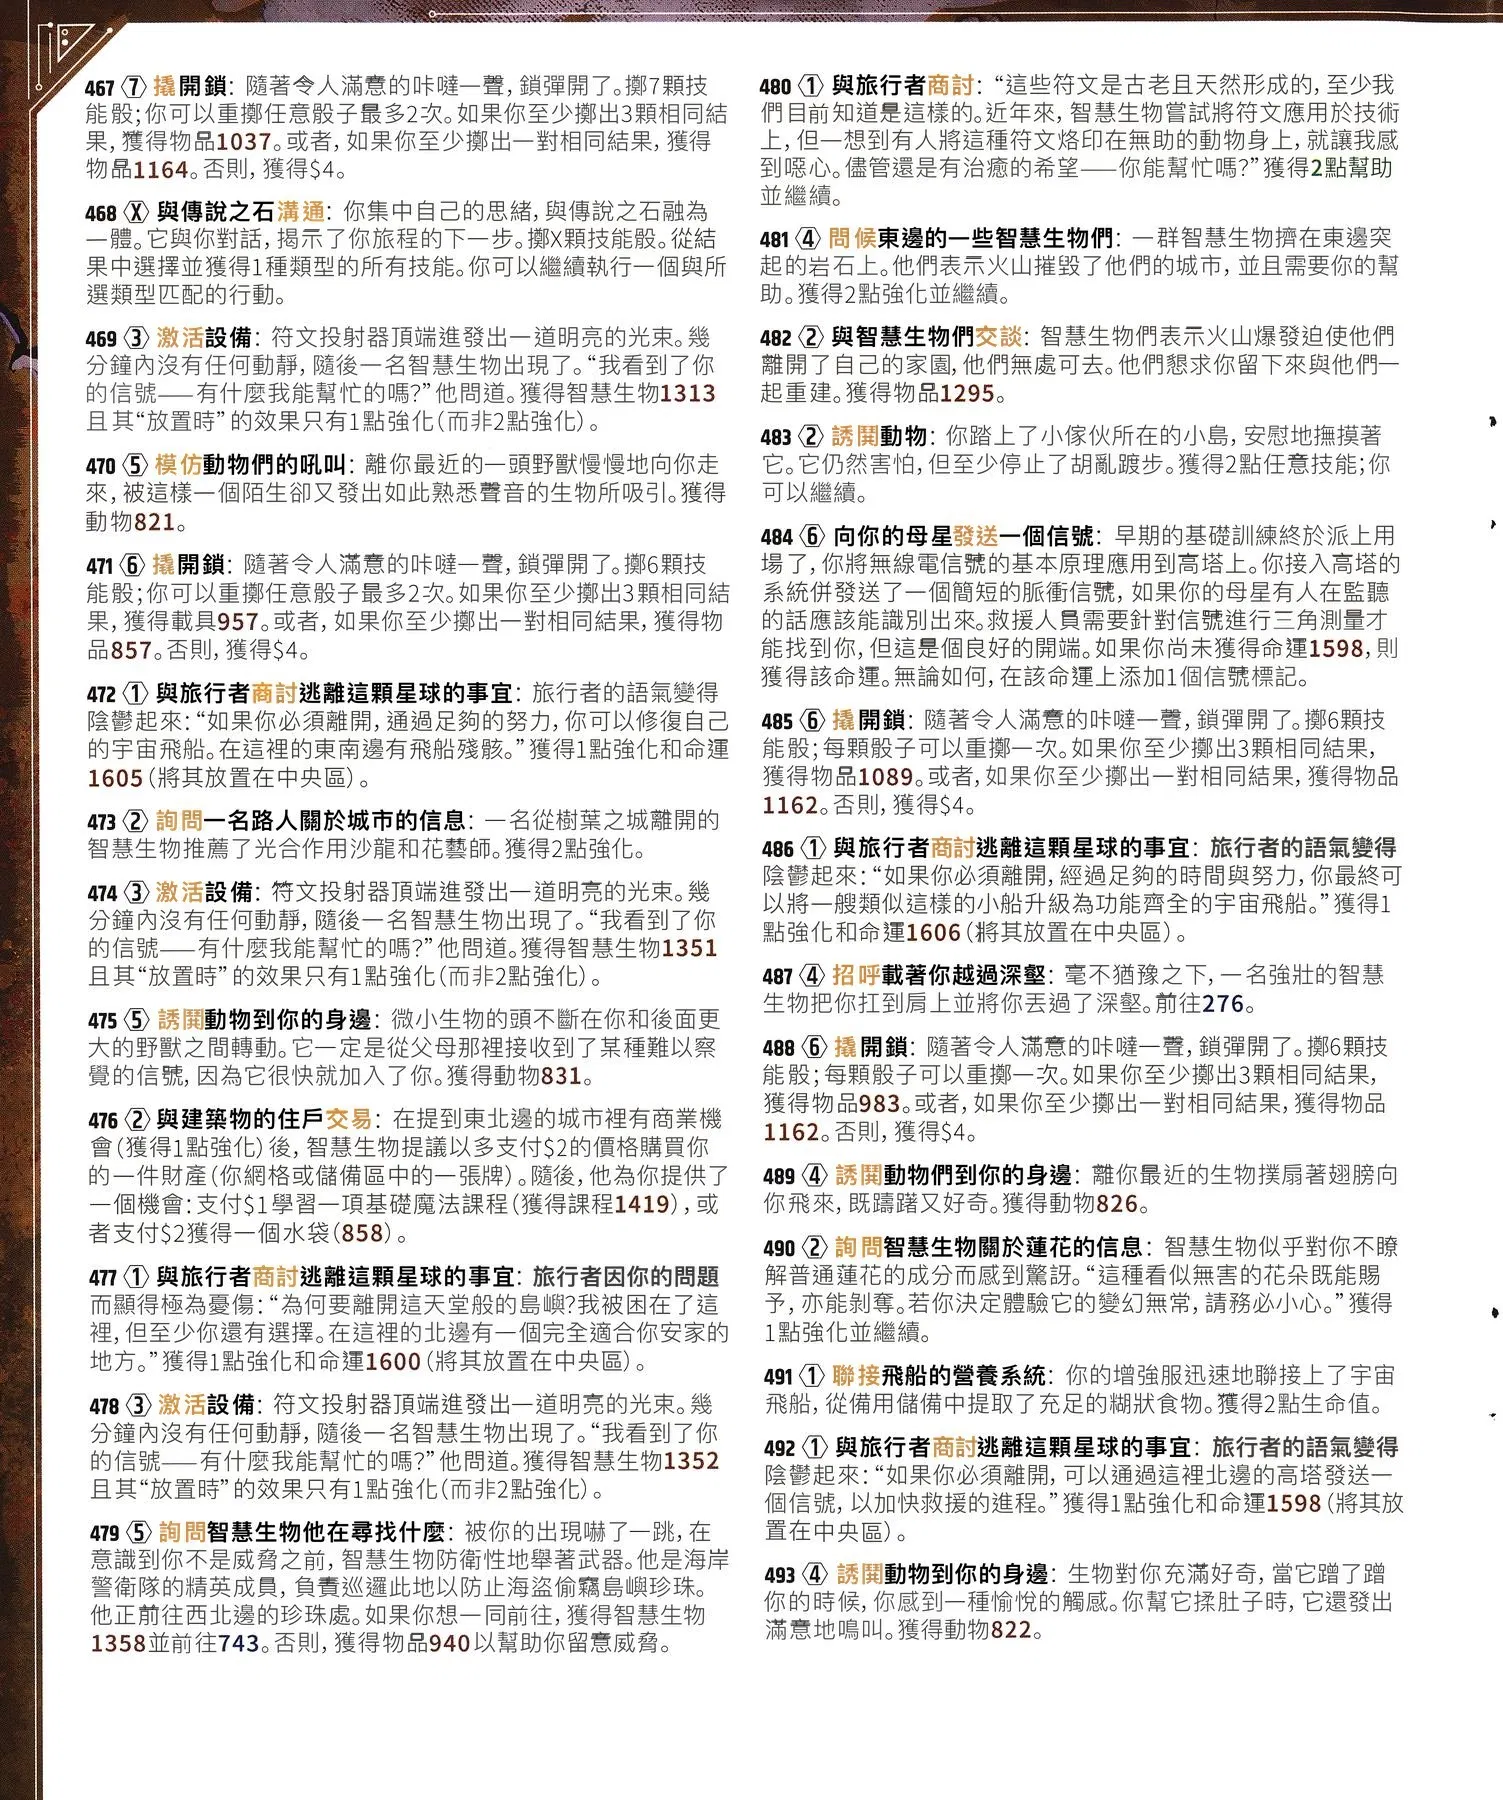 467 ⑦ 撬開鎖：隨著令人滿意的咔噠一聲，鎖彈開了。擲7顆技
能骰；你可以重擲任意骰子最多2次。如果你至少擲出3顆相同結
果，獲得物品1037。或者，如果你至少擲出一對相同結果，獲得
物品1164。否則，獲得$4。
468 Ⓧ 與傳說之石溝通：你集中自己的思緒，與傳說之石融為
一體。它與你對話，揭示了你旅程的下一步。擲X顆技能骰。從結
果中選擇並獲得1種類型的所有技能。你可以繼續執行一個與所
選類型匹配的行動。
469 ③ 激活設備：符文投射器頂端迸發出一道明亮的光束。幾
分鐘內沒有任何動靜，隨後一名智慧生物出現了。“我看到了你
的信號——有什麼我能幫忙的嗎？”他問道。獲得智慧生物1313
且其“放置時”的效果只有1點強化（而非2點強化）。
470 ⑤ 模仿動物們的吼叫：離你最近的一頭野獸慢慢地向你走
來，被這樣一個陌生卻又發出如此熟悉聲音的生物所吸引。獲得
動物821。
471 ⑥ 撬開鎖：隨著令人滿意的咔噠一聲，鎖彈開了。擲6顆技
能骰；你可以重擲任意骰子最多2次。如果你至少擲出3顆相同結
果，獲得載具957。或者，如果你至少擲出一對相同結果，獲得物
品857。否則，獲得$4。
472 ① 與旅行者商討逃離這顆星球的事宜：旅行者的語氣變得
陰鬱起來：“如果你必須離開，通過足夠的努力，你可以修復自己
的宇宙飛船。在這裡的東南邊有飛船殘骸。”獲得1點強化和命運
1605（將其放置在中央區）。
473 ② 詢問一名路人關於城市的信息：一名從樹葉之城離開的
智慧生物推薦了光合作用沙龍和花藝師。獲得2點強化。
474 ③ 激活設備：符文投射器頂端迸發出一道明亮的光束。幾
分鐘內沒有任何動靜，隨後一名智慧生物出現了。“我看到了你
的信號——有什麼我能幫忙的嗎？”他問道。獲得智慧生物1351
且其“放置時”的效果只有1點強化（而非2點強化）。
475 ⑤ 誘鬨動物到你的身邊：微小生物的頭不斷在你和後面更
大的野獸之間轉動。它一定是從父母那裡接收到了某種難以察
覺的信號，因為它很快就加入了你。獲得動物831。
476 ② 與建築物的住戶交易：在提到東北邊的城市裡有商業機
會（獲得1點強化）後，智慧生物提議以多支付$2的價格購買你
的一件財產（你網格或儲備區中的一張牌）。隨後，他為你提供了
一個機會：支付$1學習一項基礎魔法課程（獲得課程1419），或
者支付$2獲得一個水袋（858）。
477 ① 與旅行者商討逃離這顆星球的事宜：旅行者因你的問題
而顯得極為憂傷：“為何要離開這天堂般的島嶼？我被困在了這
裡，但至少你還有選擇。在這裡的北邊有一個完全適合你安家的
地方。”獲得1點強化和命運1600（將其放置在中央區）。
478 ③ 激活設備：符文投射器頂端迸發出一道明亮的光束。幾
分鐘內沒有任何動靜，隨後一名智慧生物出現了。“我看到了你
的信號——有什麼我能幫忙的嗎？”他問道。獲得智慧生物1352
且其“放置時”的效果只有1點強化（而非2點強化）。
479 ⑤ 詢問智慧生物他在尋找什麼：被你的出現嚇了一跳，在
意識到你不是威脅之前，智慧生物防衛性地舉著武器。他是海岸
警衛隊的精英成員，負責巡邏此地以防止海盜偷竊島嶼珍珠。
他正前往西北邊的珍珠處。如果你想一同前往，獲得智慧生物
1358並前往743。否則，獲得物品940以幫助你留意威脅。
480 ① 與旅行者商討：“這些符文是古老且天然形成的，至少我
們目前知道是這樣的。近年來，智慧生物嘗試將符文應用於技術
上，但一想到有人將這種符文烙印在無助的動物身上，就讓我感
到噁心。儘管還是有治癒的希望——你能幫忙嗎？”獲得2點幫助
並繼續。
481 ④ 問候東邊的一些智慧生物們：一群智慧生物擠在東邊突
起的岩石上。他們表示火山摧毀了他們的城市，並且需要你的幫
助。獲得2點強化並繼續。
482 ② 與智慧生物們交談：智慧生物們表示火山爆發迫使他們
離開了自己的家園，他們無處可去。他們懇求你留下來與他們一
起重建。獲得物品1295。
483 ② 誘鬨動物：你踏上了小傢伙所在的小島，安慰地撫摸著
它。它仍然害怕，但至少停止了胡亂踱步。獲得2點任意技能；你
可以繼續。
484 ⑥ 向你的母星發送一個信號：早期的基礎訓練終於派上用
場了，你將無線電信號的基本原理應用到高塔上。你接入高塔的
系統併發送了一個簡短的脈衝信號，如果你的母星有人在監聽
的話應該能識別出來。救援人員需要針對信號進行三角測量才
能找到你，但這是個良好的開端。如果你尚未獲得命運1598，則
獲得該命運。無論如何，在該命運上添加1個信號標記。
485 ⑥ 撬開鎖：隨著令人滿意的咔噠一聲，鎖彈開了。擲6顆技
能骰；每顆骰子可以重擲一次。如果你至少擲出3顆相同結果，
獲得物品1089。或者，如果你至少擲出一對相同結果，獲得物品
1162。否則，獲得$4。
486 ① 與旅行者商討逃離這顆星球的事宜：旅行者的語氣變得
陰鬱起來：“如果你必須離開，經過足夠的時間與努力，你最終可
以將一艘類似這樣的小船升級為功能齊全的宇宙飛船。”獲得1
點強化和命運1606（將其放置在中央區）。
487 ④ 招呼載著你越過深壑：毫不猶豫之下，一名強壯的智慧
生物把你扛到肩上並將你丟過了深壑。前往276。
488 ⑥ 撬開鎖：隨著令人滿意的咔噠一聲，鎖彈開了。擲6顆技
能骰；每顆骰子可以重擲一次。如果你至少擲出3顆相同結果，
獲得物品983。或者，如果你至少擲出一對相同結果，獲得物品
1162。否則，獲得$4。
489 ④ 誘鬨動物們到你的身邊：離你最近的生物撲扇著翅膀向
你飛來，既躊躇又好奇。獲得動物826。
490 ② 詢問智慧生物關於蓮花的信息：智慧生物似乎對你不瞭
解普通蓮花的成分而感到驚訝。“這種看似無害的花朵既能賜
予，亦能剝奪。若你決定體驗它的變幻無常，請務必小心。”獲得
1點強化並繼續。
491 ① 聯接飛船的營養系統：你的增強服迅速地聯接上了宇宙
飛船，從備用儲備中提取了充足的糊狀食物。獲得2點生命值。
492 ① 與旅行者商討逃離這顆星球的事宜：旅行者的語氣變得
陰鬱起來：“如果你必須離開，可以通過這裡北邊的高塔發送一
個信號，以加快救援的進程。”獲得1點強化和命運1598（將其放
置在中央區）。
493 ④ 誘鬨動物到你的身邊：生物對你充滿好奇，當它蹭了蹭
你的時候，你感到一種愉悅的觸感。你幫它揉肚子時，它還發出
滿意地鳴叫。獲得動物822。